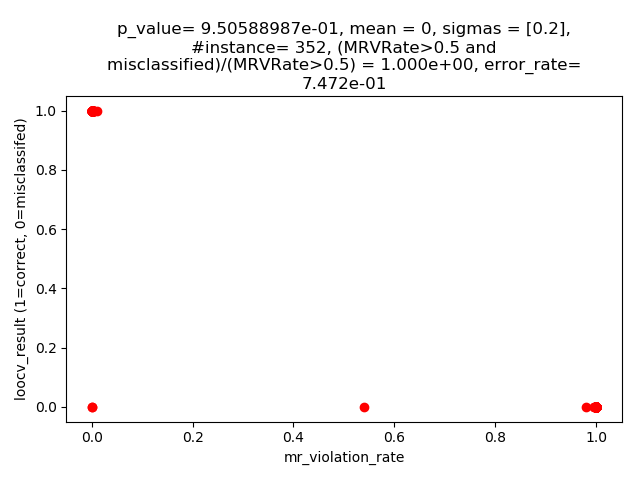 p_value= 9.50588987e-01, mean = 0, sigmas = [0.2],
#instance= 352, (MRVRate>0.5 and
misclassified)/(MRVRate>0.5) = 1.000e+00, error_rate=
7.472e-01
loocv_result (1=correct, 0=misclassifed)
1.0
0.8
0.6
0.4
0.2
0.0
0.0 0.2 0.4 0.6 0.8 1.0
mr_violation_rate